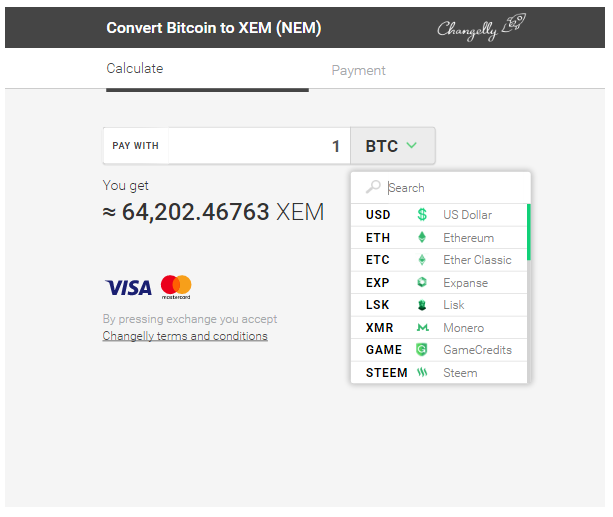 Convert Bitcoin to XEM (NEM)
Changelly
Calculate
Payment
PAY WITH
1
BTC
You get
≈ 64,202.46763 XEM
Search
USD US Dollar
ETH Ethereum
ETC Ether Classic
EXP Expanse
LSK Lisk
XMR Monero
GAME GameCredits
STEEM Steem
VISA
mastercard
By pressing exchange you accept
Changelly terms and conditions